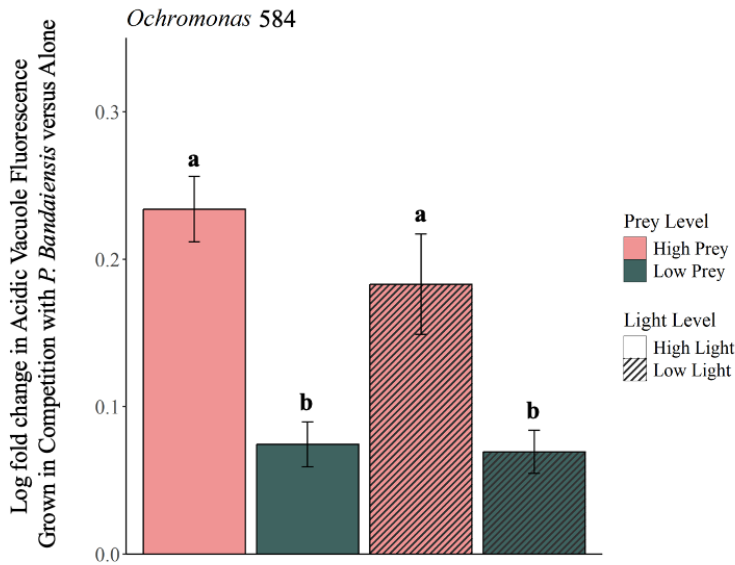 Ochromonas 584
Log fold change in Acidic Vacuole Fluorescence
Grown in Competition with P. Bandaiensis versus Alone
0.3
0.2
0.1
0.0
a
b
a
b
Prey Level
High Prey
Low Prey
Light Level
High Light
Low Light